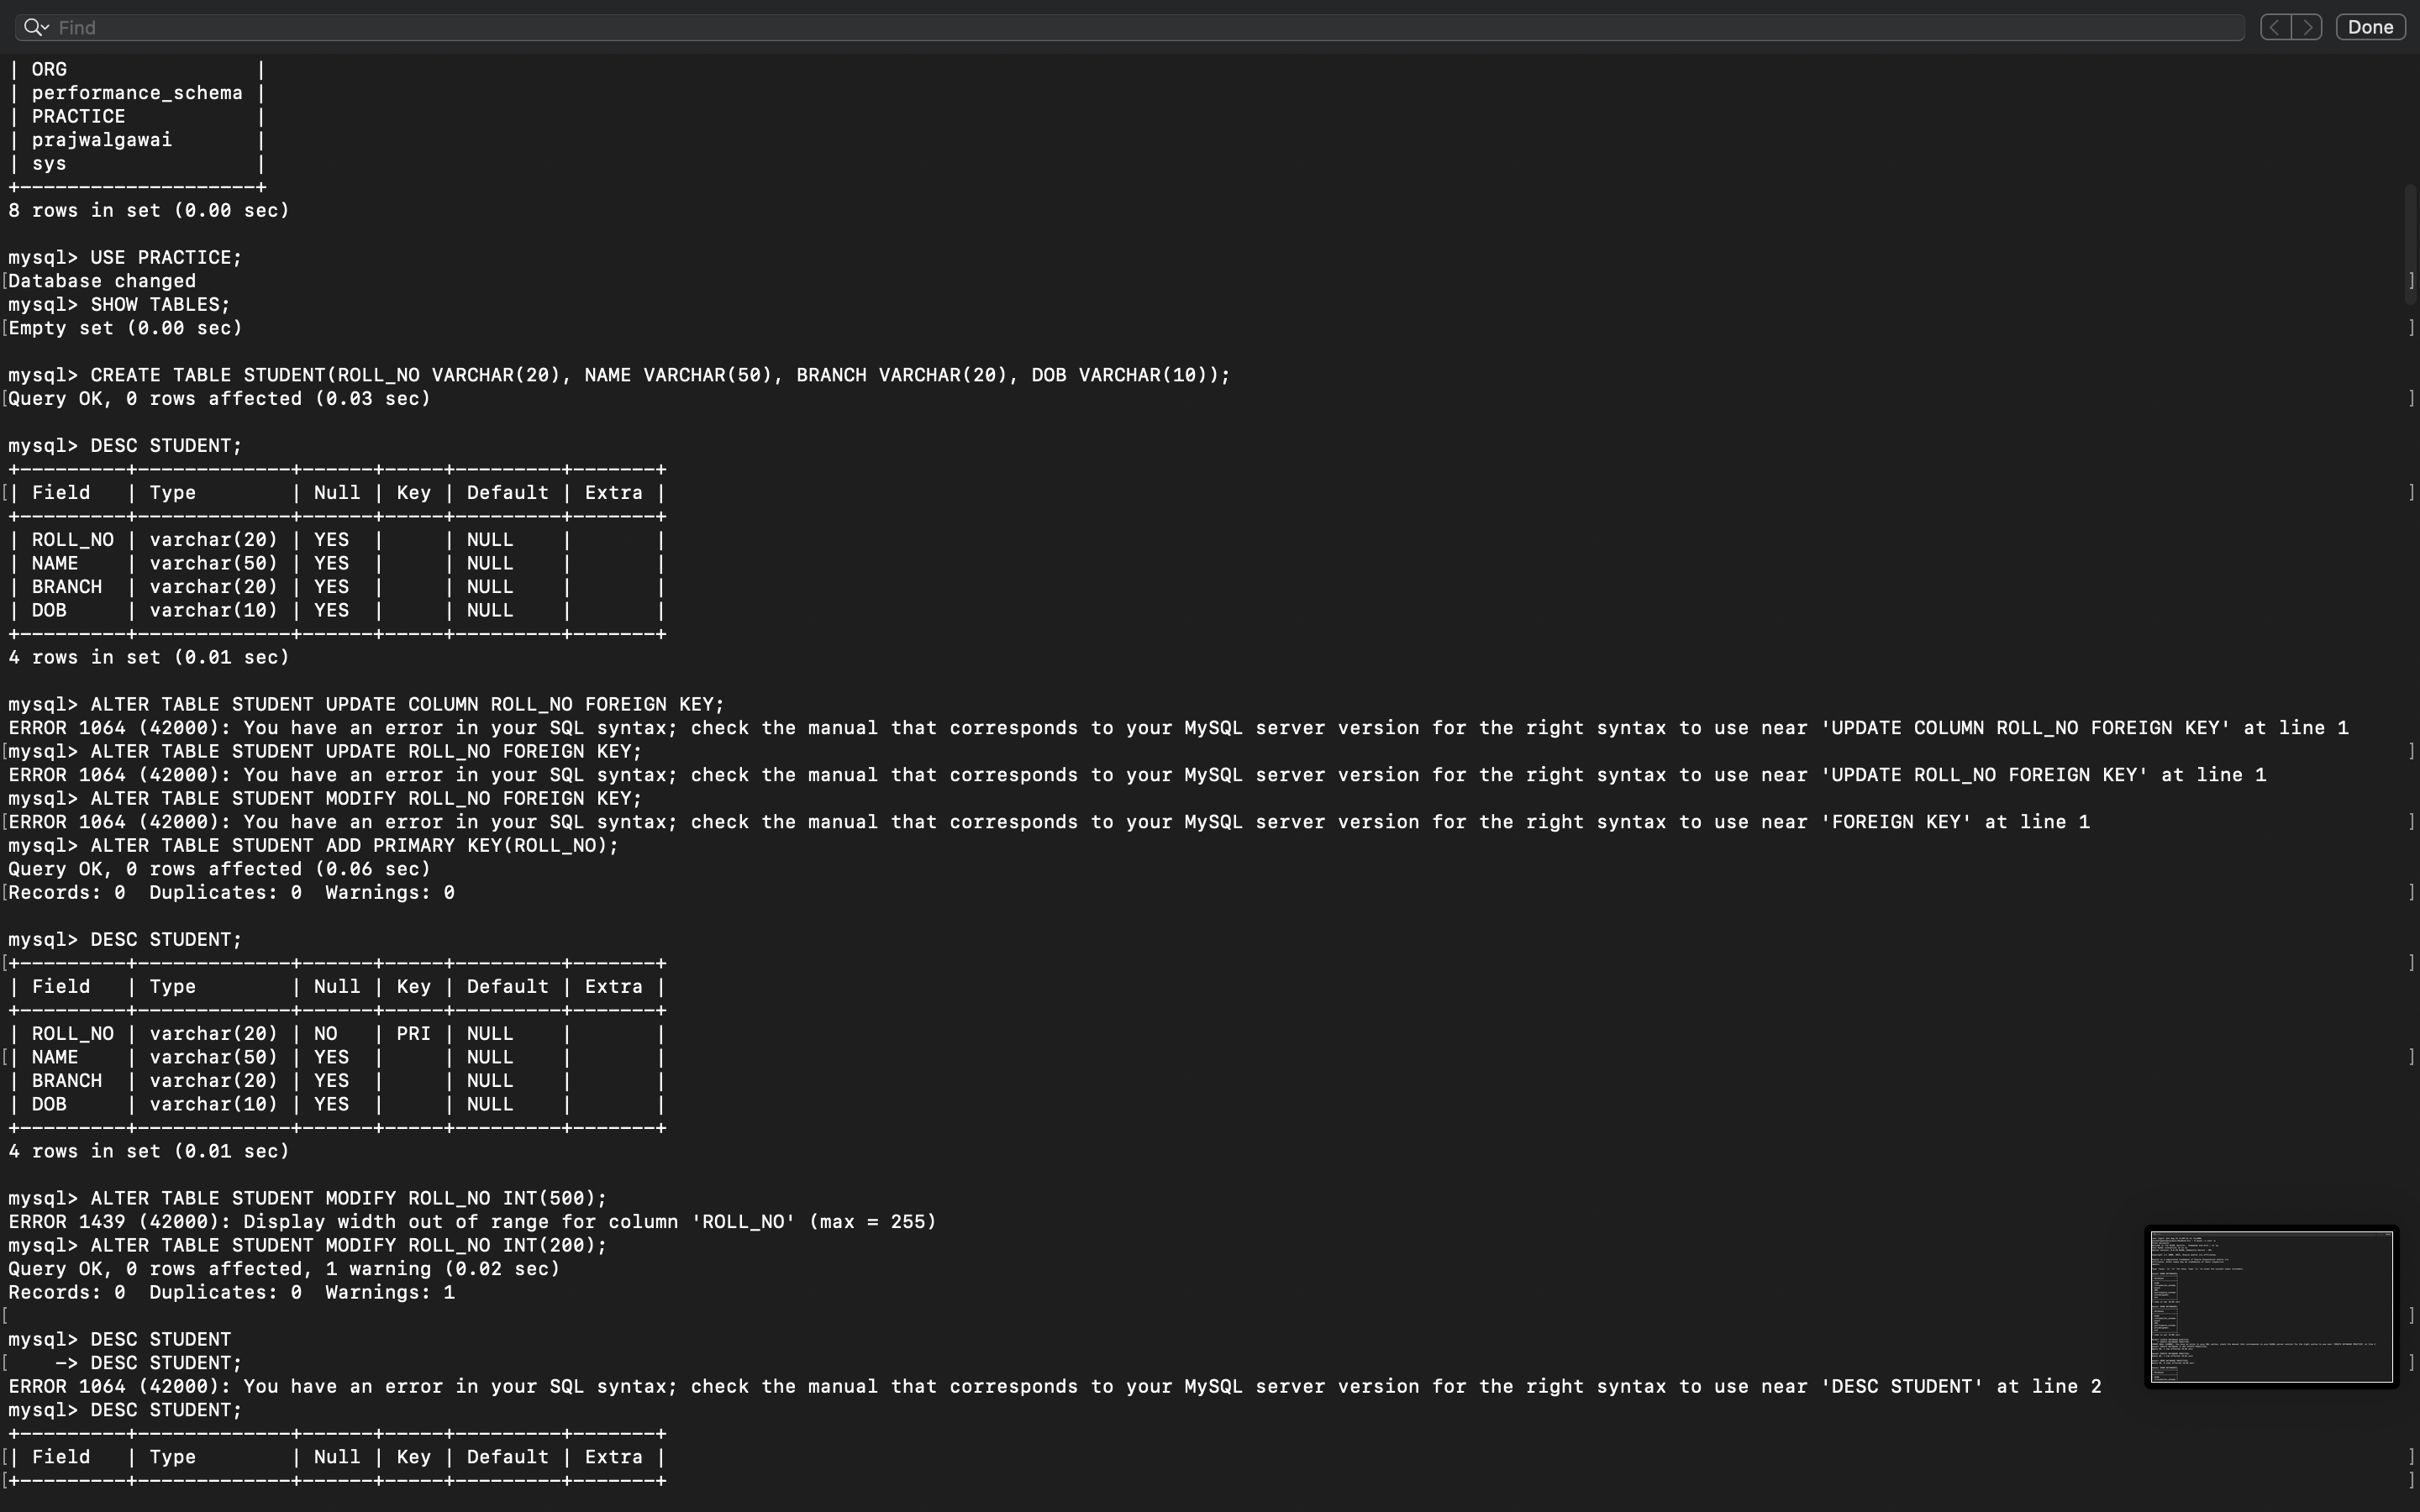 Find
Done
| ORG                |
| performance_schema |
| PRACTICE           |
| prajwalgawai       |
| sys                |
+--------------------+
8 rows in set (0.00 sec)
mysql> USE PRACTICE;
[Database changed ]
mysql> SHOW TABLES;
[Empty set (0.00 sec) ]
mysql> CREATE TABLE STUDENT(ROLL_NO VARCHAR(20), NAME VARCHAR(50), BRANCH VARCHAR(20), DOB VARCHAR(10));
[Query OK, 0 rows affected (0.03 sec) ]
mysql> DESC STUDENT;
+---------+-------------+------+-----+---------+-------+
[| Field   | Type        | Null | Key | Default | Extra | ]
+---------+-------------+------+-----+---------+-------+
| ROLL_NO | varchar(20) | YES  |     | NULL    |       |
| NAME    | varchar(50) | YES  |     | NULL    |       |
| BRANCH  | varchar(20) | YES  |     | NULL    |       |
| DOB     | varchar(10) | YES  |     | NULL    |       |
+---------+-------------+------+-----+---------+-------+
4 rows in set (0.01 sec)
mysql> ALTER TABLE STUDENT UPDATE COLUMN ROLL_NO FOREIGN KEY;
ERROR 1064 (42000): You have an error in your SQL syntax; check the manual that corresponds to your MySQL server version for the right syntax to use near 'UPDATE COLUMN ROLL_NO FOREIGN KEY' at line 1
[mysql> ALTER TABLE STUDENT UPDATE ROLL_NO FOREIGN KEY; ]
ERROR 1064 (42000): You have an error in your SQL syntax; check the manual that corresponds to your MySQL server version for the right syntax to use near 'UPDATE ROLL_NO FOREIGN KEY' at line 1
mysql> ALTER TABLE STUDENT MODIFY ROLL_NO FOREIGN KEY;
[ERROR 1064 (42000): You have an error in your SQL syntax; check the manual that corresponds to your MySQL server version for the right syntax to use near 'FOREIGN KEY' at line 1 ]
mysql> ALTER TABLE STUDENT ADD PRIMARY KEY(ROLL_NO);
Query OK, 0 rows affected (0.06 sec)
[Records: 0  Duplicates: 0  Warnings: 0 ]
mysql> DESC STUDENT;
[+---------+-------------+------+-----+---------+-------+ ]
| Field   | Type        | Null | Key | Default | Extra |
+---------+-------------+------+-----+---------+-------+
| ROLL_NO | varchar(20) | NO   | PRI | NULL    |       |
[| NAME    | varchar(50) | YES  |     | NULL    |       | ]
| BRANCH  | varchar(20) | YES  |     | NULL    |       |
| DOB     | varchar(10) | YES  |     | NULL    |       |
+---------+-------------+------+-----+---------+-------+
4 rows in set (0.01 sec)
mysql> ALTER TABLE STUDENT MODIFY ROLL_NO INT(500);
ERROR 1439 (42000): Display width out of range for column 'ROLL_NO' (max = 255)
mysql> ALTER TABLE STUDENT MODIFY ROLL_NO INT(200);
Query OK, 0 rows affected, 1 warning (0.02 sec)
Records: 0  Duplicates: 0  Warnings: 1
[ ]
mysql> DESC STUDENT
[    -> DESC STUDENT; ]
ERROR 1064 (42000): You have an error in your SQL syntax; check the manual that corresponds to your MySQL server version for the right syntax to use near 'DESC STUDENT' at line 2
mysql> DESC STUDENT;
+---------+-------------+------+-----+---------+-------+
[| Field   | Type        | Null | Key | Default | Extra | ]
[+---------+-------------+------+-----+---------+-------+ ]